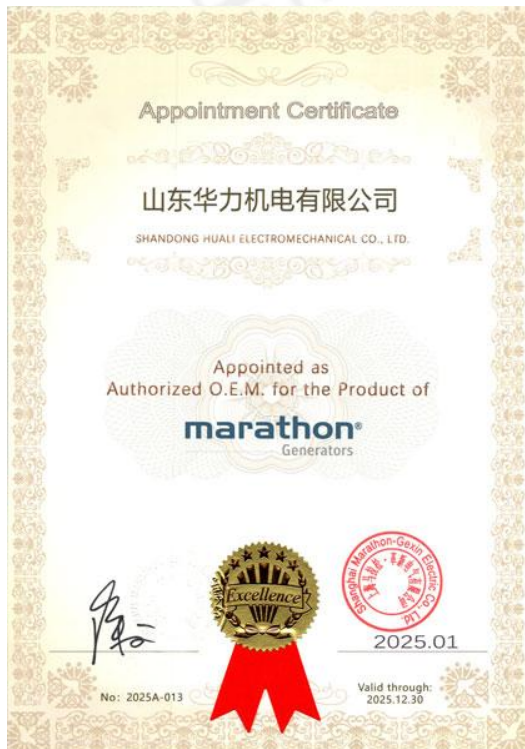 Appointment Certificate
山东华力机电有限公司
SHANDONG HUALI ELECTROMECHANICAL CO., LTD.
Appointed as
Authorized O.E.M. for the Product of
marathon®
Generators
Excellence
Shanghai Marathon-Gexin Electric Co., Ltd.
2025.01
No: 2025A-013
Valid through:
2025.12.30